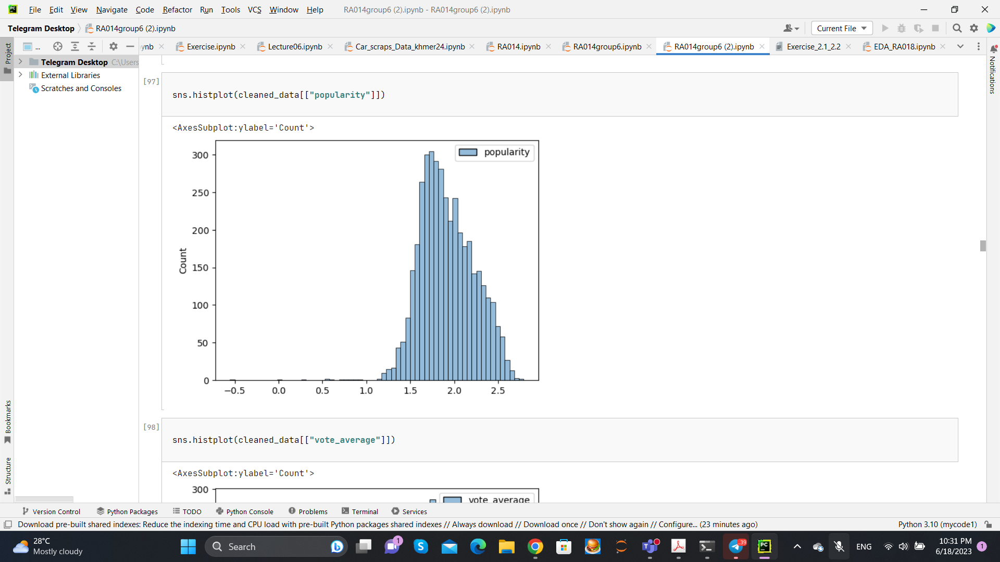 File Edit View Navigate Code Refactor Run Tools VCS Window Help RA014group6 (2).ipynb - RA014group6 (2).ipynb
Telegram Desktop RA014group6 (2).ipynb Current File
Project ... ynb Exercise.ipynb Lecture06.ipynb Car_scraps_Data_khmer24.ipynb RA014.ipynb RA014group6.ipynb RA014group6 (2).ipynb Exercise_2.1_2.2 EDA_RA018.ipynb Notifications
Telegram Desktop C:\Users
External Libraries
Scratches and Consoles
[97]
sns.histplot(cleaned_data[["popularity"]])
<AxesSubplot:ylabel='Count'>
popularity
300
250
200
150
100
50
0
Count
−0.5 0.0 0.5 1.0 1.5 2.0 2.5
Bookmarks
Structure
[98]
sns.histplot(cleaned_data[["vote_average"]])
<AxesSubplot:ylabel='Count'>
300
vote_average
Version Control Python Packages TODO Python Console Problems Terminal Services
Download pre-built shared indexes: Reduce the indexing time and CPU load with pre-built Python packages shared indexes // Always download // Download once // Don't show again // Configure... (23 minutes ago) Python 3.10 (mycode1)
28°C
Mostly cloudy
Search
1
39
ENG
10:31 PM
6/18/2023
1